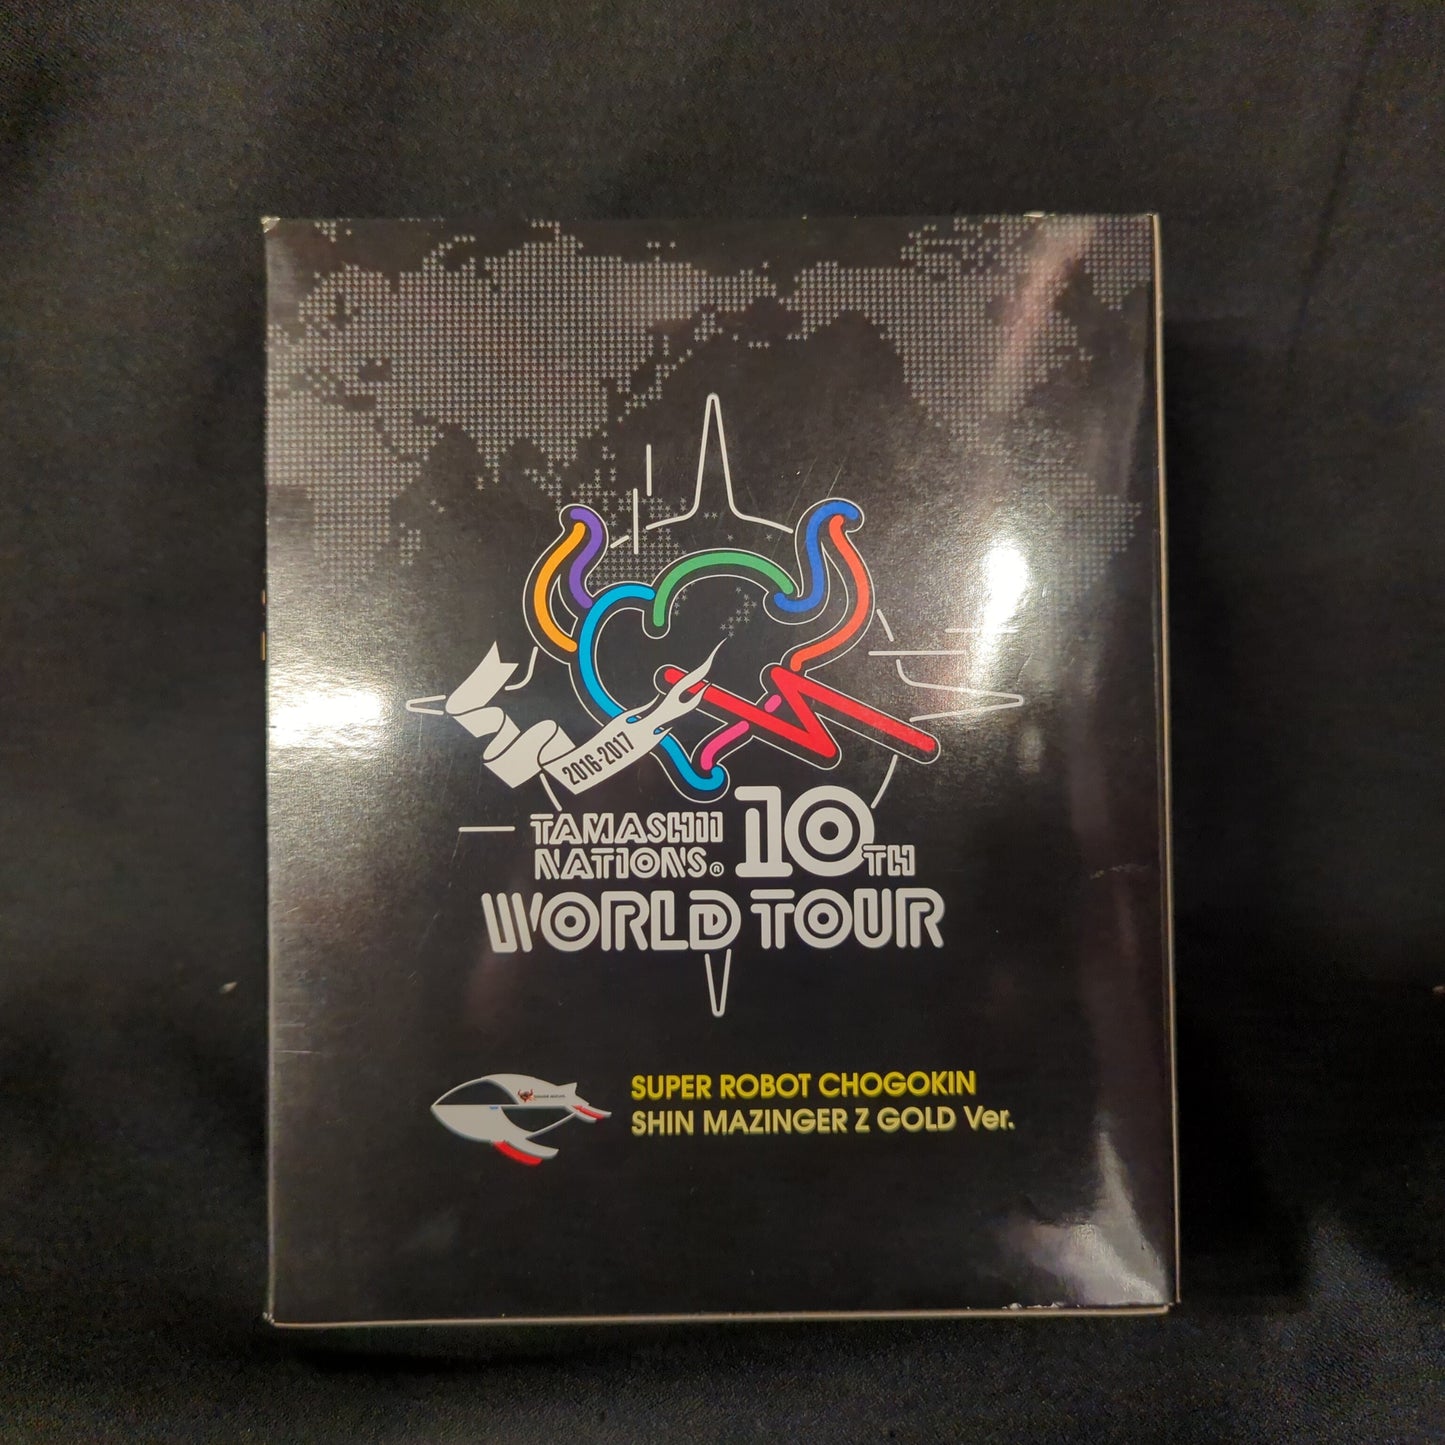 2016-2017
TAMASHII
NATIONS®
10TH
WORLD TOUR
SUPER ROBOT CHOGOKIN
SHIN MAZINGER Z GOLD Ver.